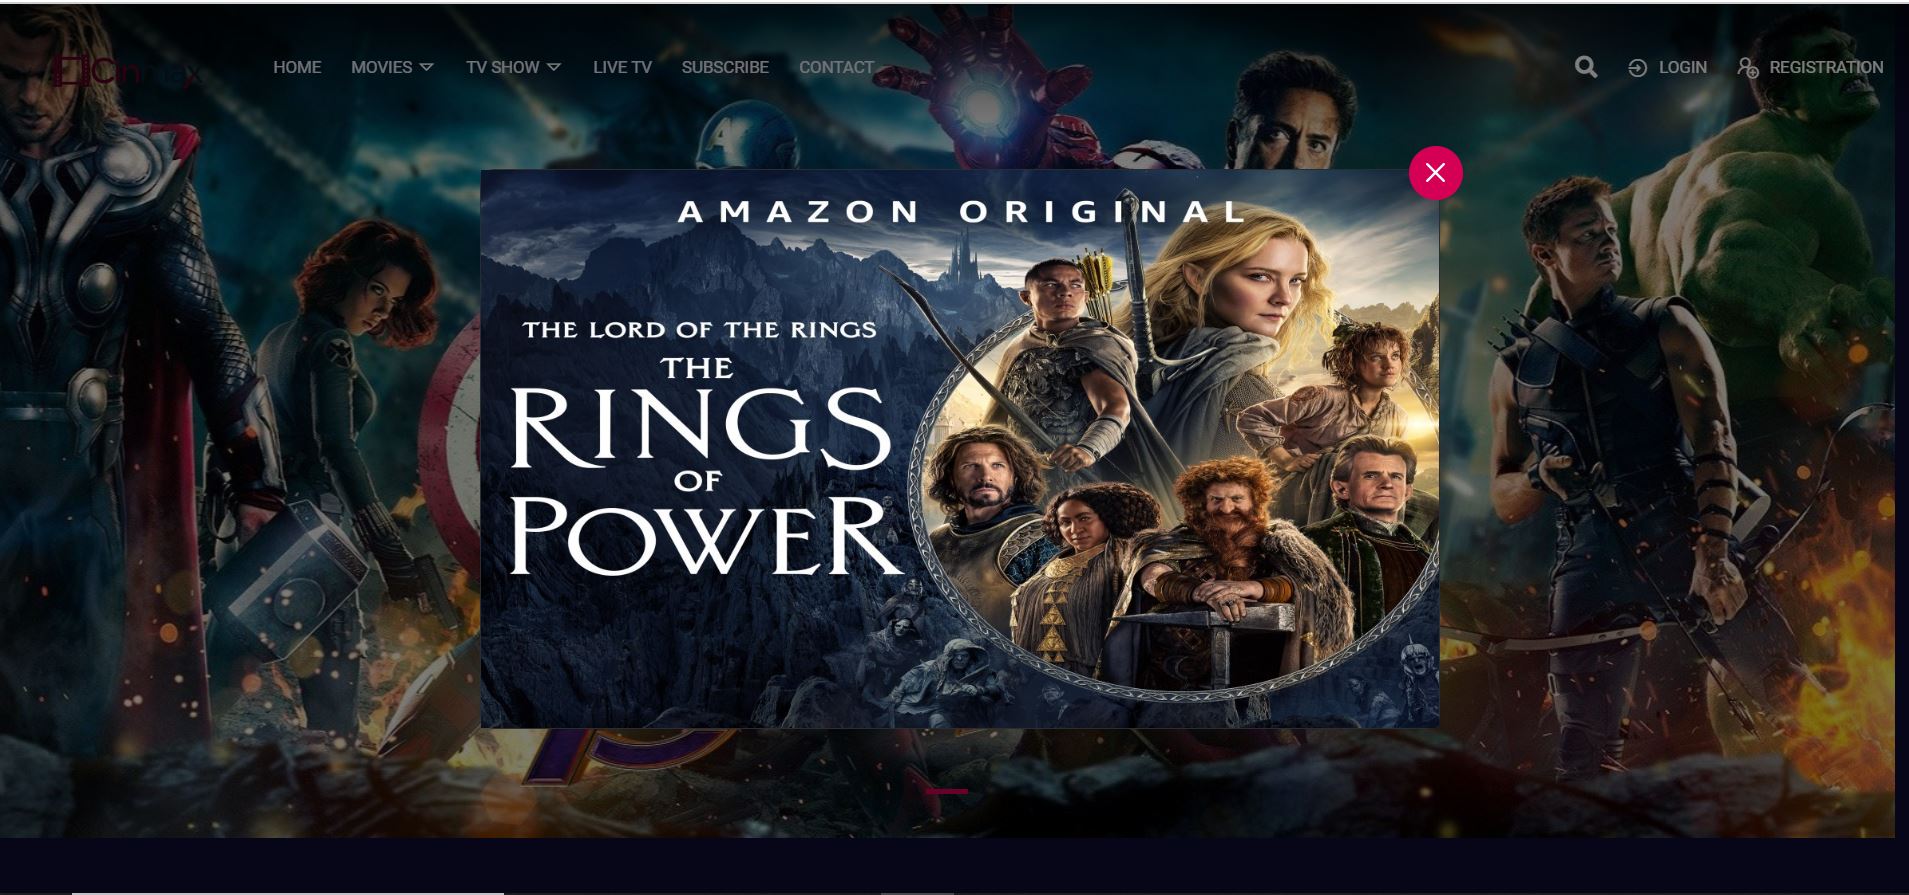 Cinmax
HOME MOVIES TV SHOW LIVE TV SUBSCRIBE CONTACT LOGIN REGISTRATION
AMAZON ORIGINAL
THE LORD OF THE RINGS
THE
RINGS
OF
POWER